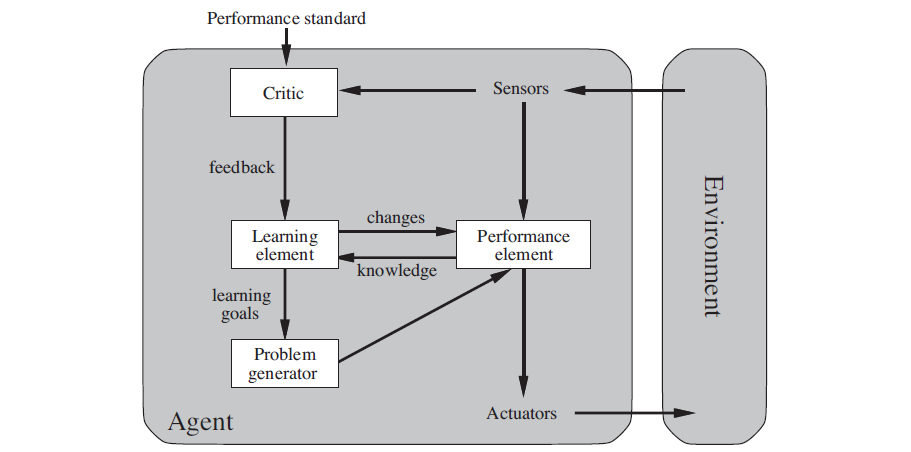 Performance standard
Critic
Sensors
feedback
changes
Learning
element
Performance
element
knowledge
learning
goals
Problem
generator
Agent
Actuators
Environment